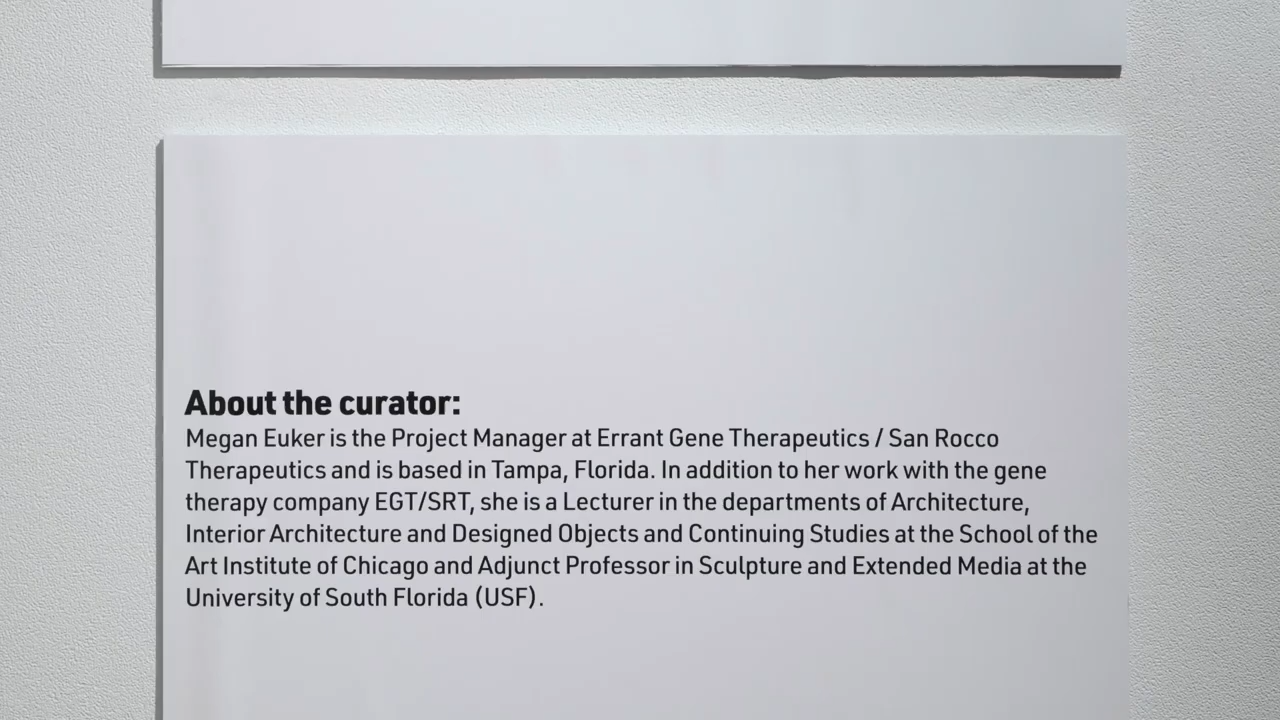 About the curator:
Megan Euker is the Project Manager at Errant Gene Therapeutics / San Rocco
Therapeutics and is based in Tampa, Florida. In addition to her work with the gene
therapy company EGT/SRT, she is a Lecturer in the departments of Architecture,
Interior Architecture and Designed Objects and Continuing Studies at the School of the
Art Institute of Chicago and Adjunct Professor in Sculpture and Extended Media at the
University of South Florida (USF).